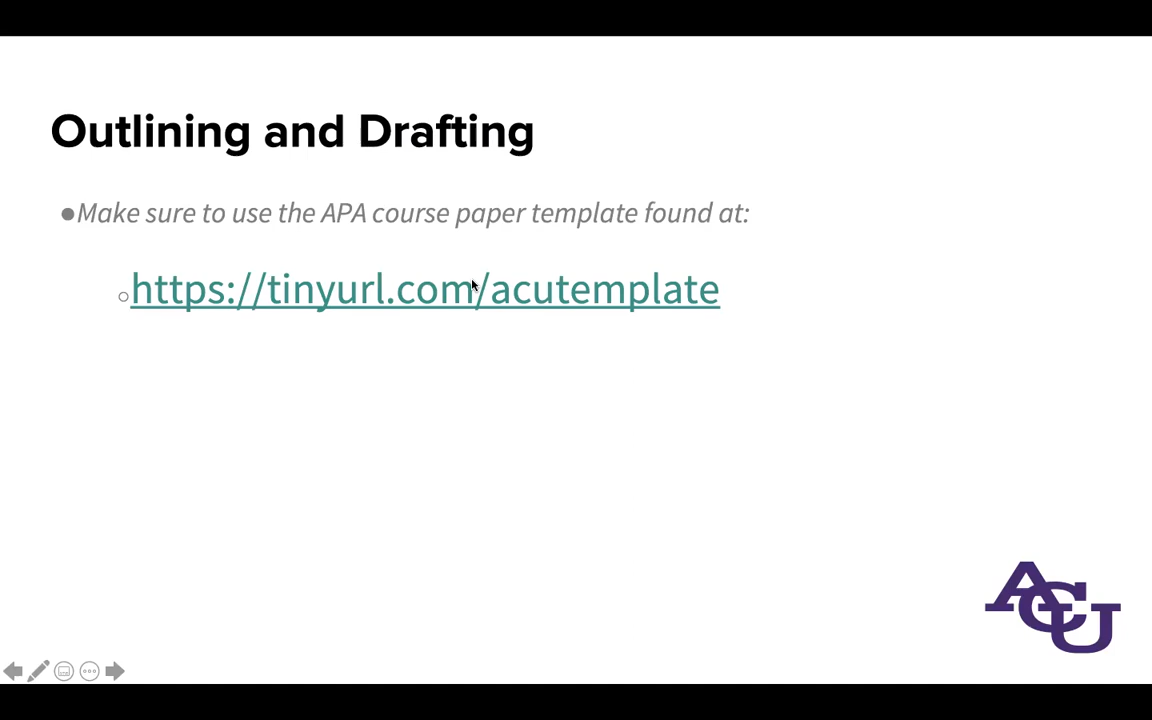 Outlining and Drafting
●Make sure to use the APA course paper template found at:
○https://tinyurl.com/acutemplate
ACU